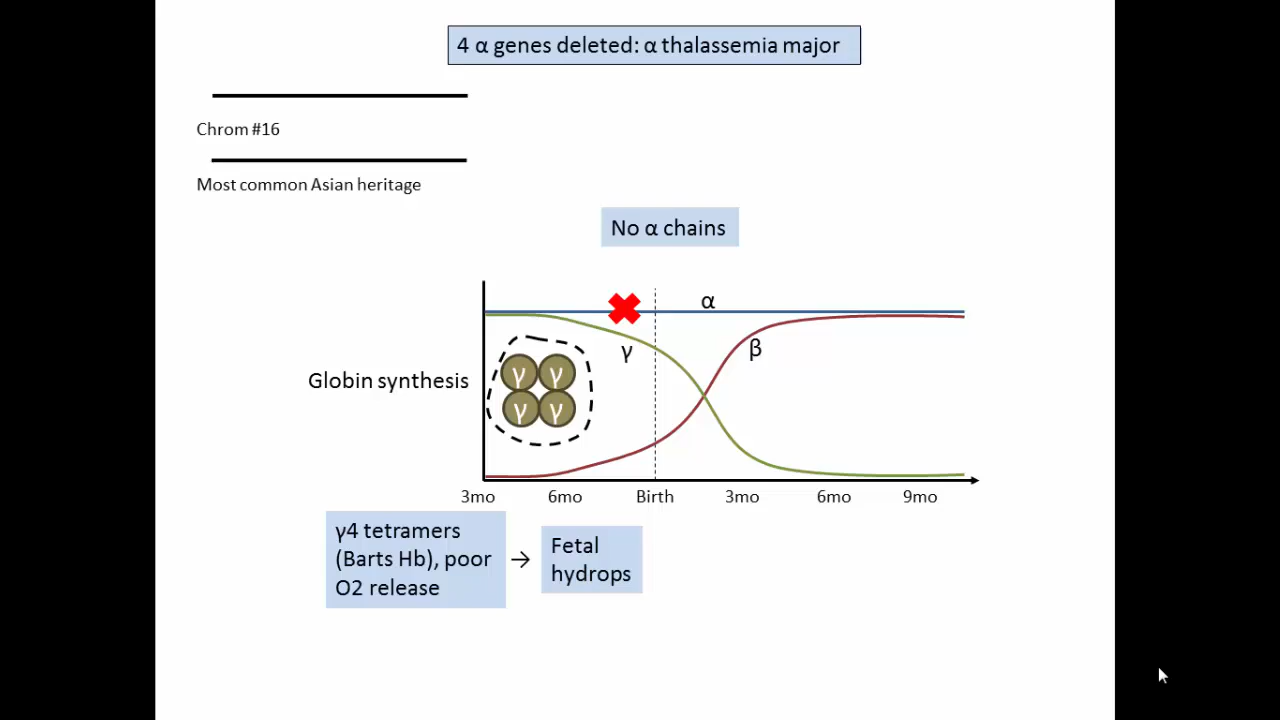 4 α genes deleted: α thalassemia major
Chrom #16
Most common Asian heritage
No α chains
α
γ
β
γ γ
γ γ
Globin synthesis
3mo 6mo Birth 3mo 6mo 9mo
γ4 tetramers
(Barts Hb), poor
O2 release
→
Fetal
hydrops